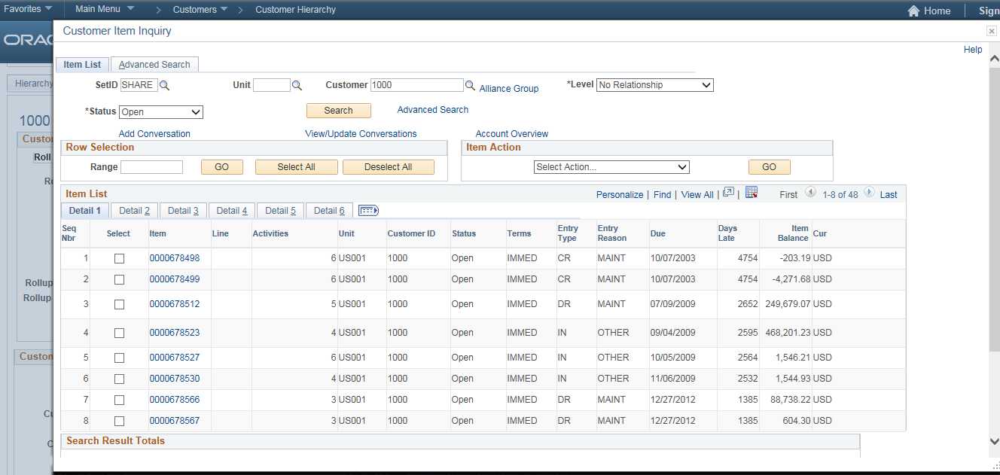 Favorites Main Menu > Customers > Customer Hierarchy Home Sign
ORAC
Customer Item Inquiry
Help
Item List Advanced Search
Hierarchy
SetID SHARE Unit Customer 1000 Alliance Group *Level No Relationship
*Status Open Search Advanced Search
1000
Add Conversation View/Update Conversations Account Overview
Custo
Row Selection Item Action
Roll
Range GO Select All Deselect All Select Action... GO
Ro
Item List Personalize | Find | View All | | First 1-8 of 48 Last
Detail 1 Detail 2 Detail 3 Detail 4 Detail 5 Detail 6
Seq Nbr Select Item Line Activities Unit Customer ID Status Terms Entry Type Entry Reason Due Days Late Item Balance Cur
1 0000678498 6 US001 1000 Open IMMED CR MAINT 10/07/2003 4754 -203.19 USD
2 0000678499 6 US001 1000 Open IMMED CR MAINT 10/07/2003 4754 -4,271.68 USD
Rollup
Rollup
3 0000678512 5 US001 1000 Open IMMED DR MAINT 07/09/2009 2652 249,679.07 USD
4 0000678523 4 US001 1000 Open IMMED IN OTHER 09/04/2009 2595 468,201.23 USD
Custom
5 0000678527 6 US001 1000 Open IMMED IN OTHER 10/05/2009 2564 1,546.21 USD
6 0000678530 4 US001 1000 Open IMMED IN OTHER 11/06/2009 2532 1,544.93 USD
7 0000678566 3 US001 1000 Open IMMED DR MAINT 12/27/2012 1385 88,738.22 USD
Cu
8 0000678567 3 US001 1000 Open IMMED DR MAINT 12/27/2012 1385 604.30 USD
Search Result Totals